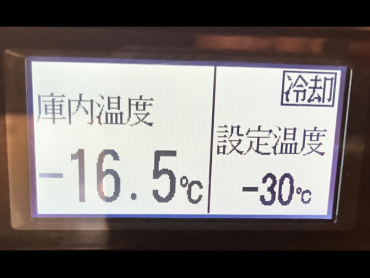 庫内温度
-16.5℃
冷却
設定温度
-30℃